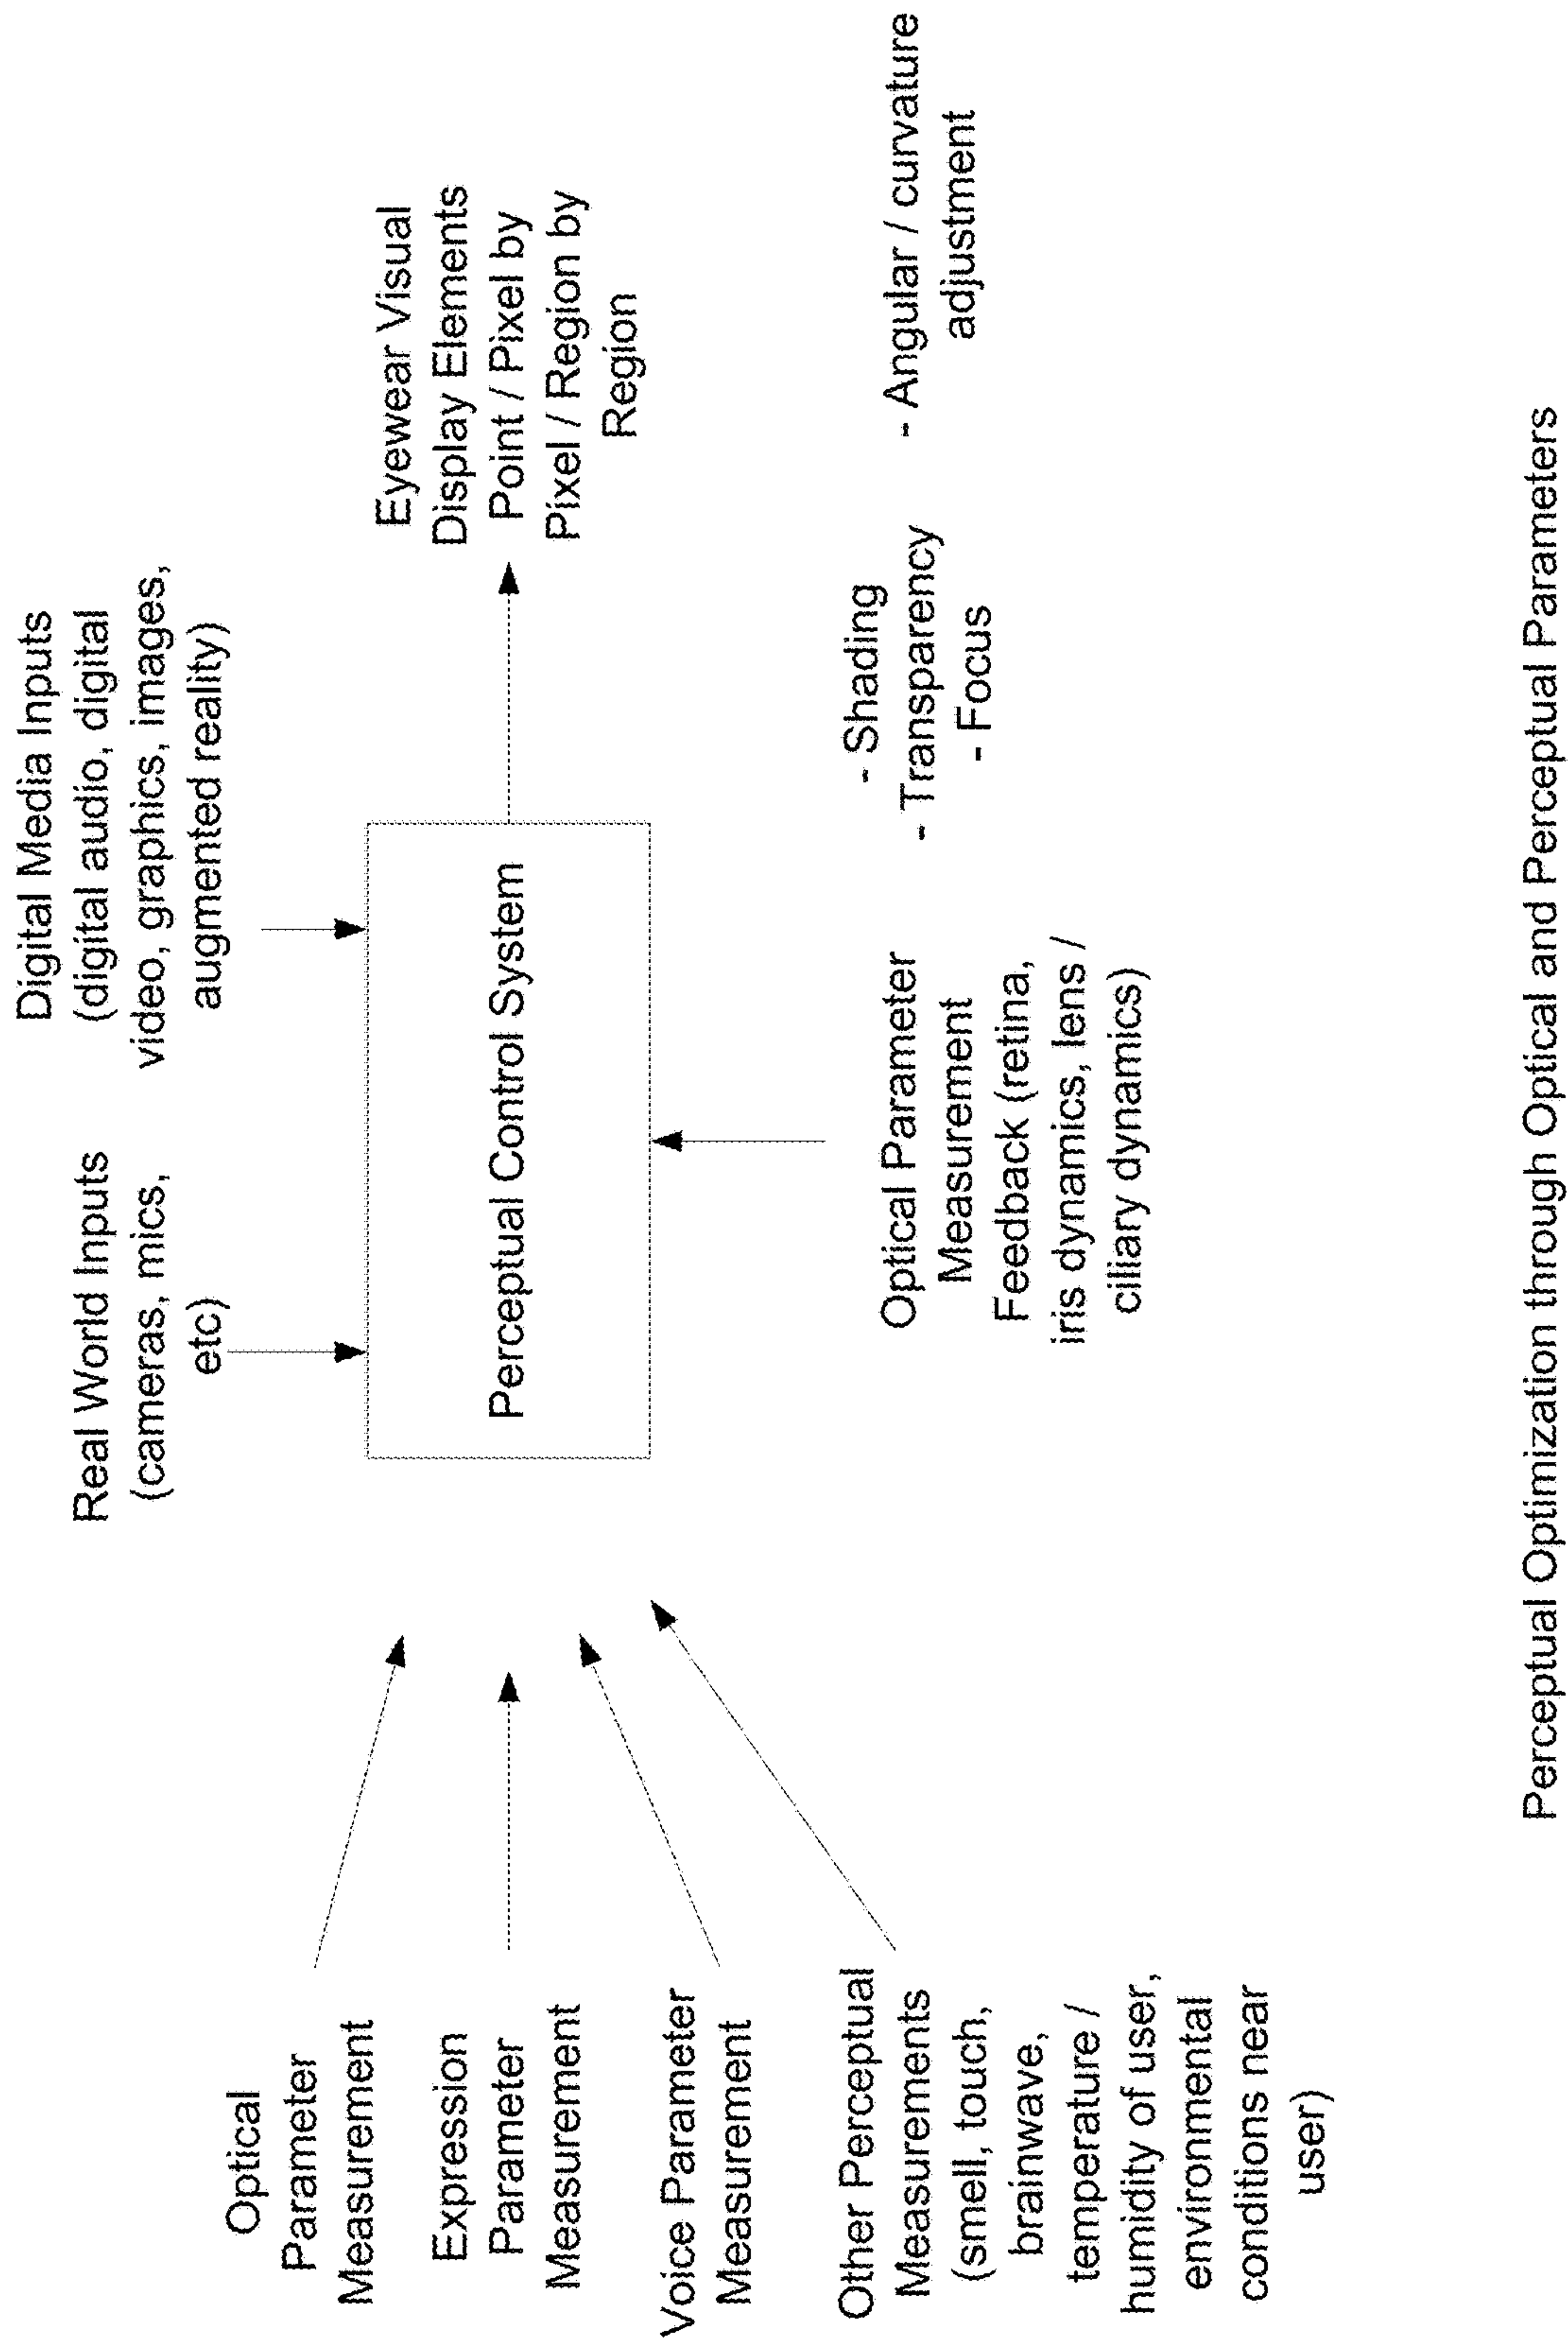 Digital Media Inputs
(digital audio, digital
video, graphics, images,
augmented reality)
Real World Inputs
(cameras, mics,
etc)
Optical
Parameter
Measurement
Expression
Parameter
Measurement
Voice Parameter
Measurement
Other Perceptual
Measurements
(smell, touch,
brainwave,
temperature /
humidity of user,
environmental
conditions near
user)
Perceptual Control System
Eyewear Visual
Display Elements
Point / Pixel by
Pixel / Region by
Region
Optical Parameter
Measurement
Feedback (retina,
iris dynamics, lens /
ciliary dynamics)
- Shading
- Transparency
- Focus
- Angular / curvature
adjustment
Perceptual Optimization through Optical and Perceptual Parameters